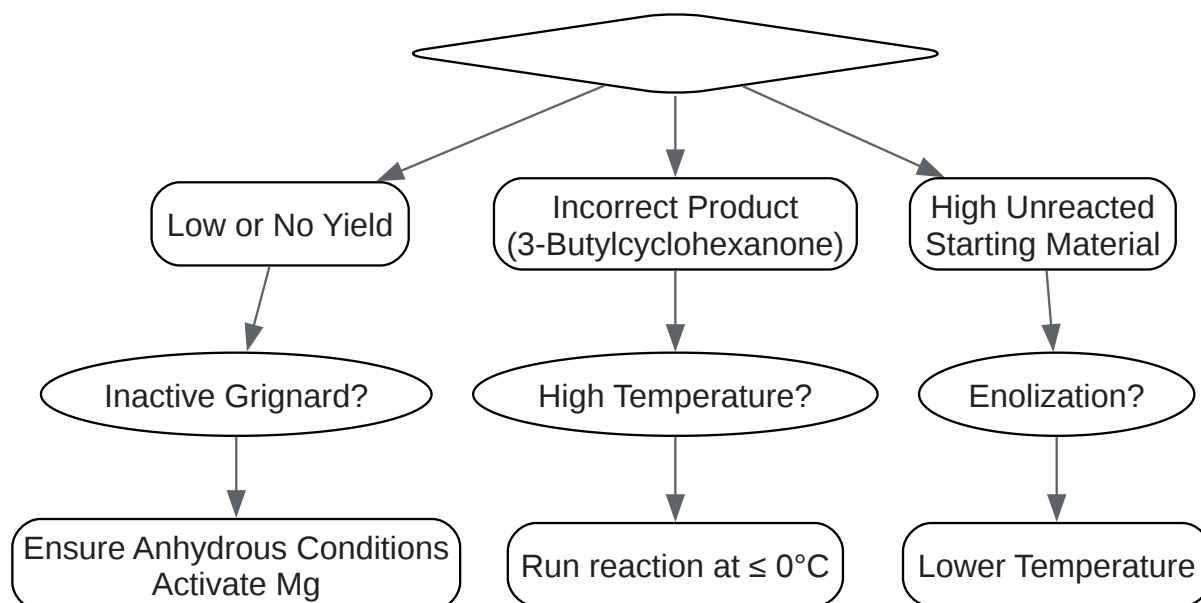 Low or No Yield
Incorrect Product
(3-Butylcyclohexanone)
High Unreacted
Starting Material
Inactive Grignard?
High Temperature?
Enolization?
Ensure Anhydrous Conditions
Activate Mg
Run reaction at ≤ 0°C
Lower Temperature